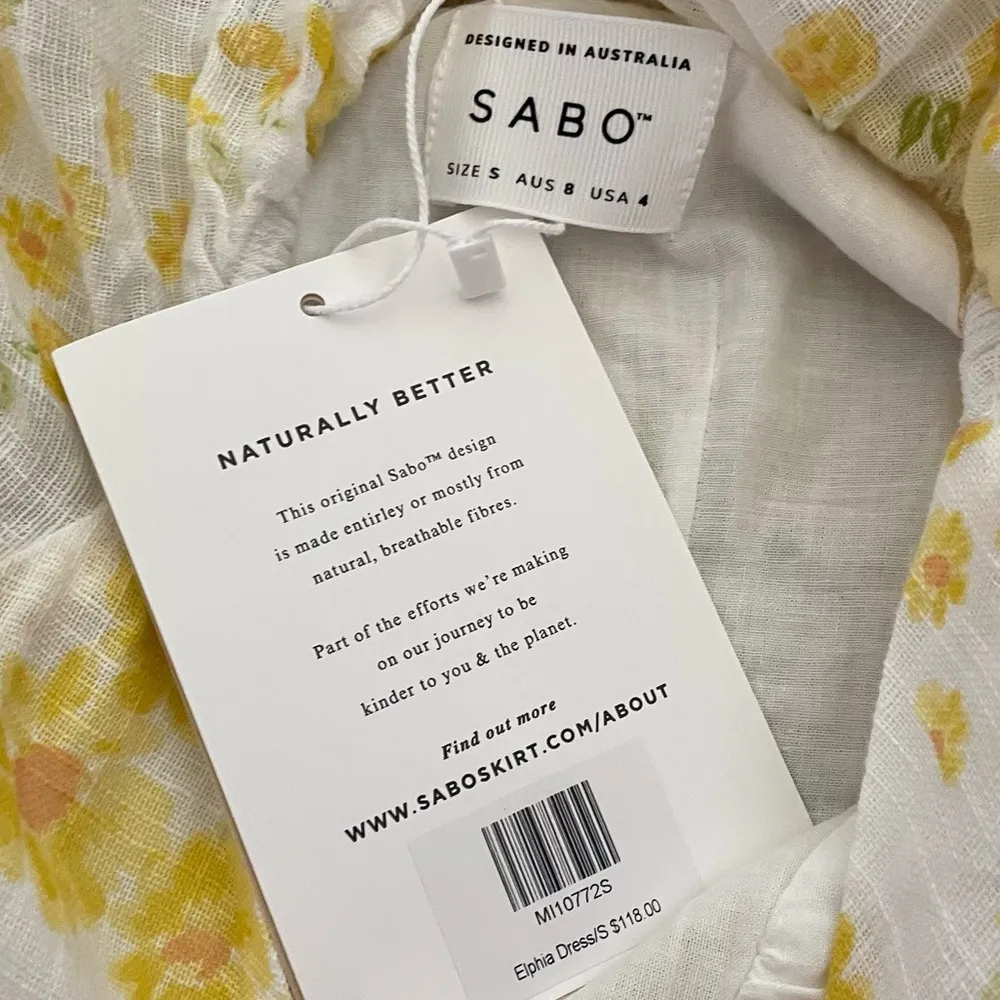 DESIGNED IN AUSTRALIA
SABO™
SIZE S AUS 8 USA 4
NATURALLY BETTER
This original Sabo™ design
is made entirley or mostly from
natural, breathable fibres.
Part of the efforts we're making
on our journey to be
kinder to you & the planet.
Find out more
WWW.SABOSKIRT.COM/ABOUT
MI10772S
Elphia Dress/S $118.00